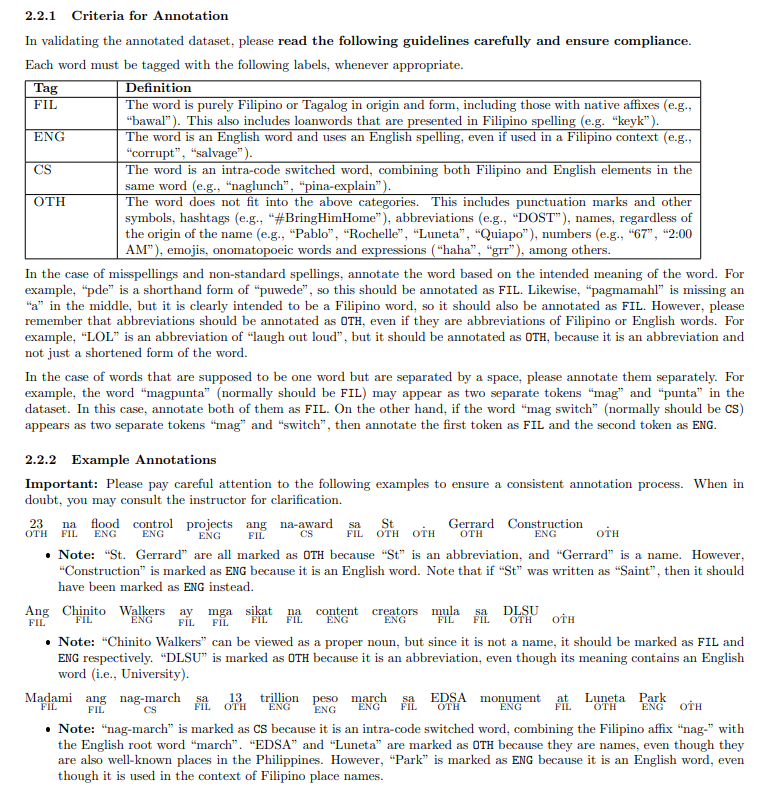 2.2.1 Criteria for Annotation
In validating the annotated dataset, please read the following guidelines carefully and ensure compliance.
Each word must be tagged with the following labels, whenever appropriate.
Tag Definition
FIL The word is purely Filipino or Tagalog in origin and form, including those with native affixes (e.g.,
“bawal”). This also includes loanwords that are presented in Filipino spelling (e.g. “keyk”).
ENG The word is an English word and uses an English spelling, even if used in a Filipino context (e.g.,
“corrupt”, “salvage”).
CS The word is an intra-code switched word, combining both Filipino and English elements in the
same word (e.g., “naglunch”, “pina-explain”).
OTH The word does not fit into the above categories. This includes punctuation marks and other
symbols, hashtags (e.g., “#BringHimHome”), abbreviations (e.g., “DOST”), names, regardless of
the origin of the name (e.g., “Pablo”, “Rochelle”, “Luneta”, “Quiapo”), numbers (e.g., “67”, “2:00
AM”), emojis, onomatopoeic words and expressions (“haha”, “grr”), among others.
In the case of misspellings and non-standard spellings, annotate the word based on the intended meaning of the word. For
example, “pde” is a shorthand form of “puwede”, so this should be annotated as FIL. Likewise, “pagmamahl” is missing an
“a” in the middle, but it is clearly intended to be a Filipino word, so it should also be annotated as FIL. However, please
remember that abbreviations should be annotated as OTH, even if they are abbreviations of Filipino or English words. For
example, “LOL” is an abbreviation of “laugh out loud”, but it should be annotated as OTH, because it is an abbreviation and
not just a shortened form of the word.
In the case of words that are supposed to be one word but are separated by a space, please annotate them separately. For
example, the word “magpunta” (normally should be FIL) may appear as two separate tokens “mag” and “punta” in the
dataset. In this case, annotate both of them as FIL. On the other hand, if the word “mag switch” (normally should be CS)
appears as two separate tokens “mag” and “switch”, then annotate the first token as FIL and the second token as ENG.
2.2.2 Example Annotations
Important: Please pay careful attention to the following examples to ensure a consistent annotation process. When in
doubt, you may consult the instructor for clarification.
23 na flood control projects ang na-award sa St . Gerrard Construction .
OTH FIL ENG ENG ENG FIL CS FIL OTH OTH OTH ENG OTH
• Note: “St. Gerrard” are all marked as OTH because “St” is an abbreviation, and “Gerrard” is a name. However,
“Construction” is marked as ENG because it is an English word. Note that if “St” was written as “Saint”, then it should
have been marked as ENG instead.
Ang Chinito Walkers ay mga sikat na content creators mula sa DLSU .
FIL FIL ENG FIL FIL FIL FIL ENG ENG FIL FIL OTH OTH
• Note: “Chinito Walkers” can be viewed as a proper noun, but since it is not a name, it should be marked as FIL and
ENG respectively. “DLSU” is marked as OTH because it is an abbreviation, even though its meaning contains an English
word (i.e., University).
Madami ang nag-march sa 13 trillion peso march sa EDSA monument at Luneta Park .
FIL FIL CS FIL OTH ENG ENG ENG FIL OTH ENG FIL OTH ENG OTH
• Note: “nag-march” is marked as CS because it is an intra-code switched word, combining the Filipino affix “nag-” with
the English root word “march”. “EDSA” and “Luneta” are marked as OTH because they are names, even though they
are also well-known places in the Philippines. However, “Park” is marked as ENG because it is an English word, even
though it is used in the context of Filipino place names.